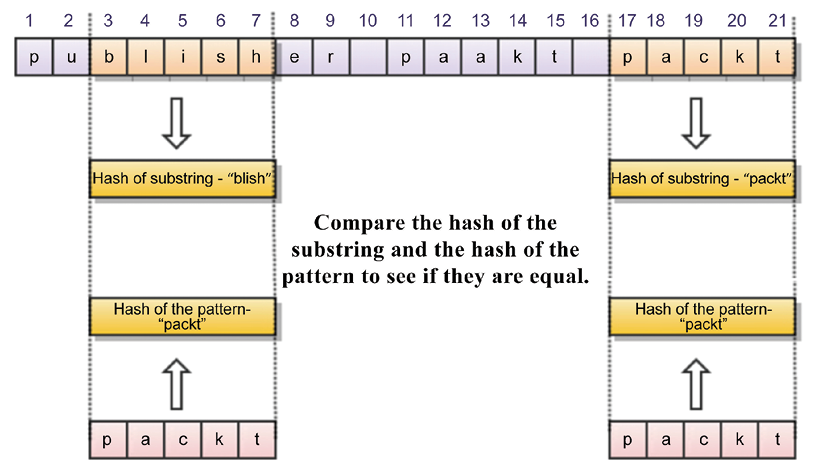 1 2 3 4 5 6 7 8 9 10 11 12 13 14 15 16 17 18 19 20 21
p u b l i s h e r p a a k t p a c k t
Hash of substring - “blish”
Hash of substring - “packt”
Compare the hash of the
substring and the hash of the
pattern to see if they are equal.
Hash of the pattern-
“packt”
Hash of the pattern-
“packt”
p a c k t
p a c k t